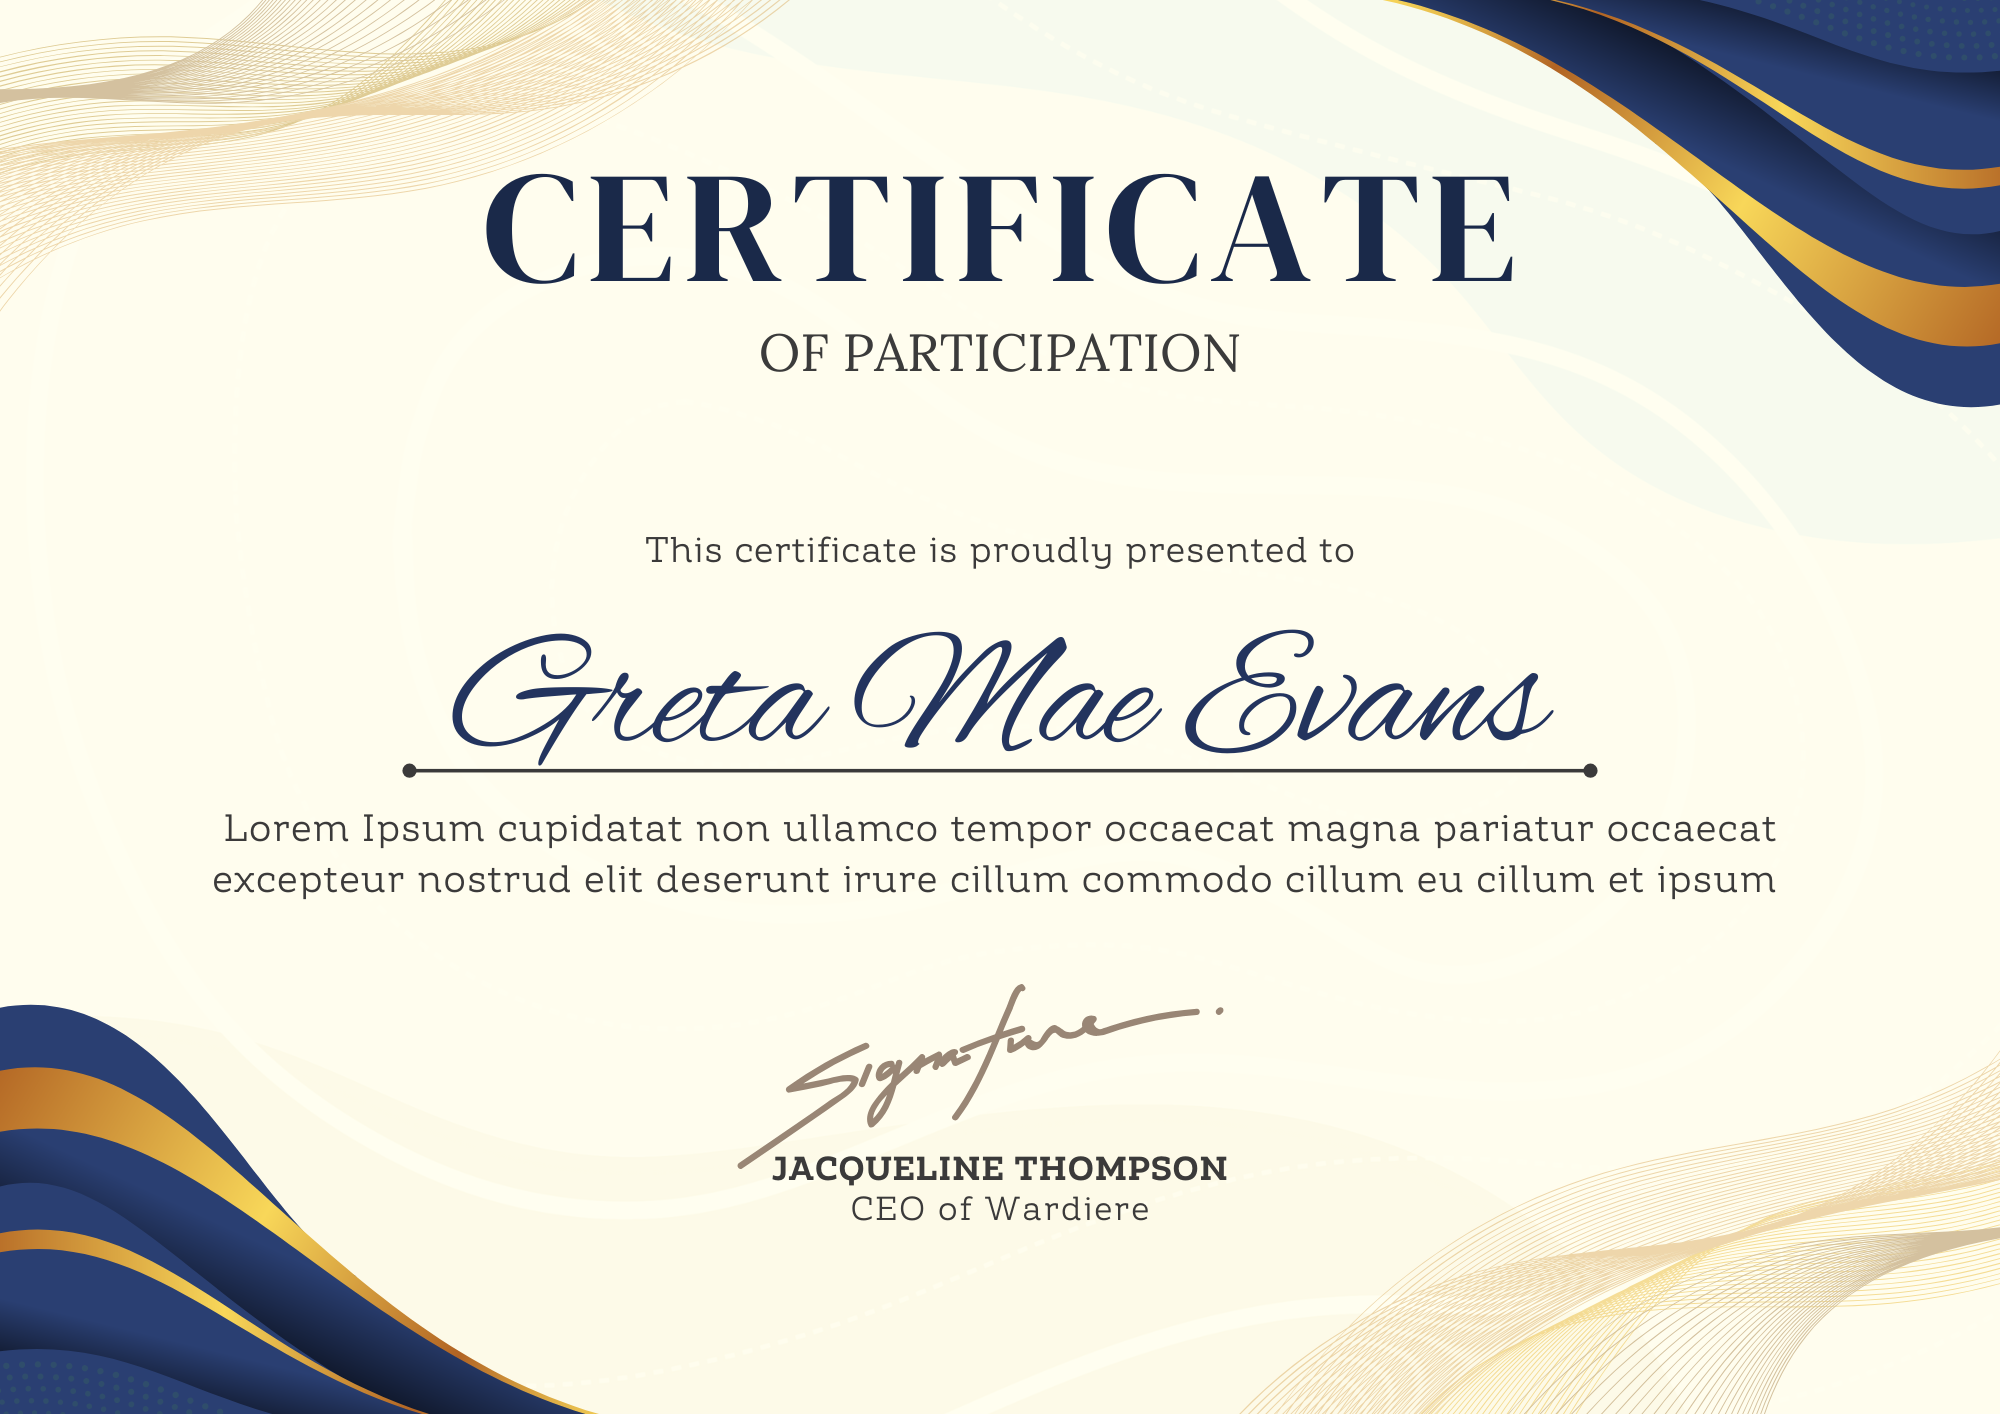 CERTIFICATE
OF PARTICIPATION
This certificate is proudly presented to
Greta Mae Evans
Lorem Ipsum cupidatat non ullamco tempor occaecat magna pariatur occaecat
excepteur nostrud elit deserunt irure cillum commodo cillum eu cillum et ipsum
Signature
JACQUELINE THOMPSON
CEO of Wardiere